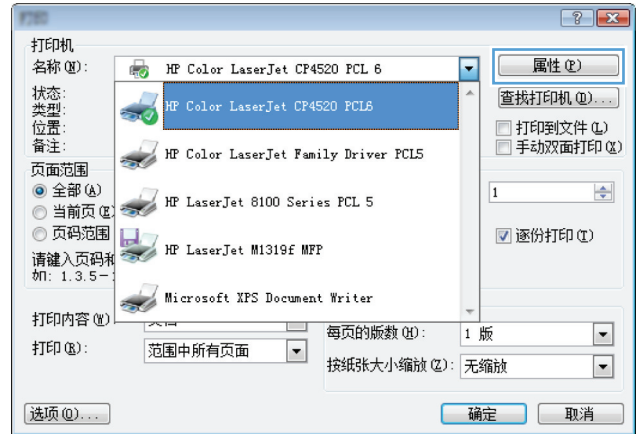 打印机
名称(N): HP Color LaserJet CP4520 PCL 6 属性(P)
状态: HP Color LaserJet CP4520 PCL6 查找打印机(D)...
类型:
位置: 打印到文件(L)
备注: HP Color LaserJet Family Driver PCL5 手动双面打印(X)
页面范围
全部(A) HP LaserJet 8100 Series PCL 5 1
当前页(E)
页码范围 HP LaserJet M1319f MFP 逐份打印(T)
请键入页码和
如: 1.3.5-
Microsoft XPS Document Writer
打印内容(W): 每页的版数(H): 1 版
打印(R): 范围中所有页面 按纸张大小缩放(Z): 无缩放
选项(O)... 确定 取消